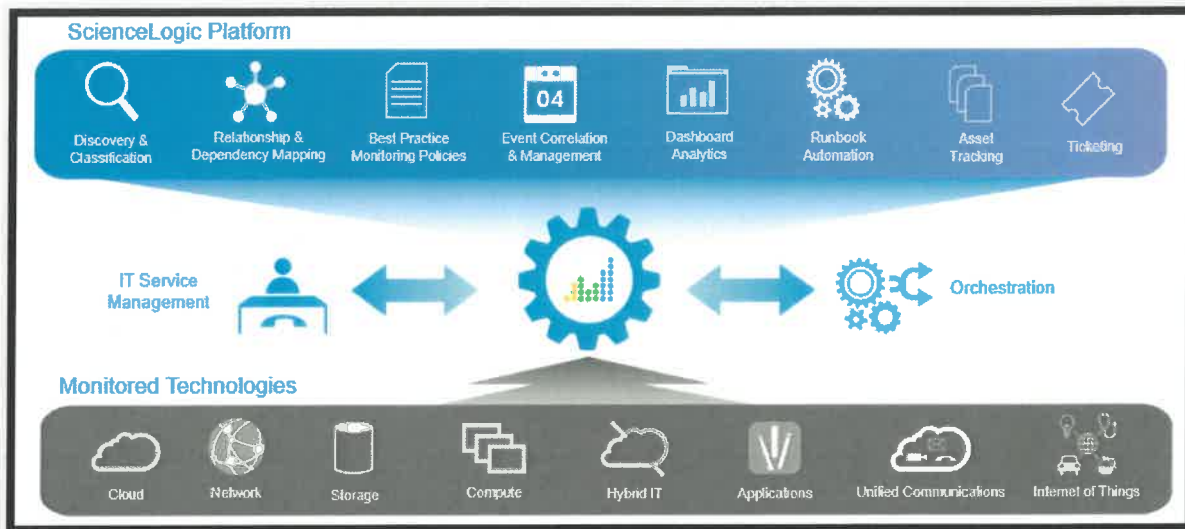 ScienceLogic Platform
04
Discovery &
Classification
Relationship &
Dependency Mapping
Best Practice
Monitoring Policies
Event Correlation
& Management
Dashboard
Analytics
Runbook
Automation
Asset
Tracking
Ticketing
IT Service
Management
Orchestration
Monitored Technologies
Cloud
Network
Storage
Compute
Hybrid IT
Applications
Unified Communications
Internet of Things